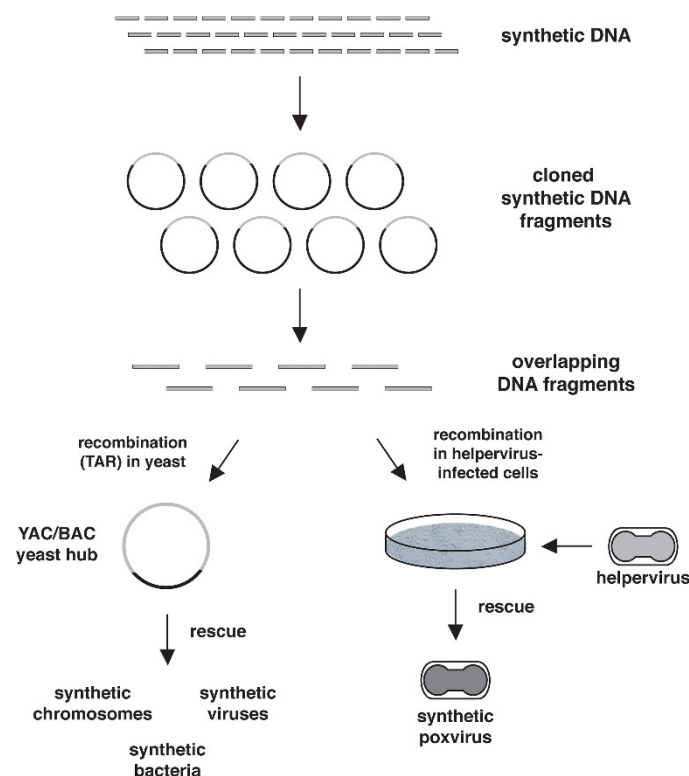 synthetic DNA
cloned
synthetic DNA
fragments
overlapping
DNA fragments
recombination
(TAR) in yeast
recombination
in helpervirus-
infected cells
YAC/BAC
yeast hub
helpervirus
rescue
rescue
synthetic
chromosomes
synthetic
viruses
synthetic
bacteria
synthetic
poxvirus